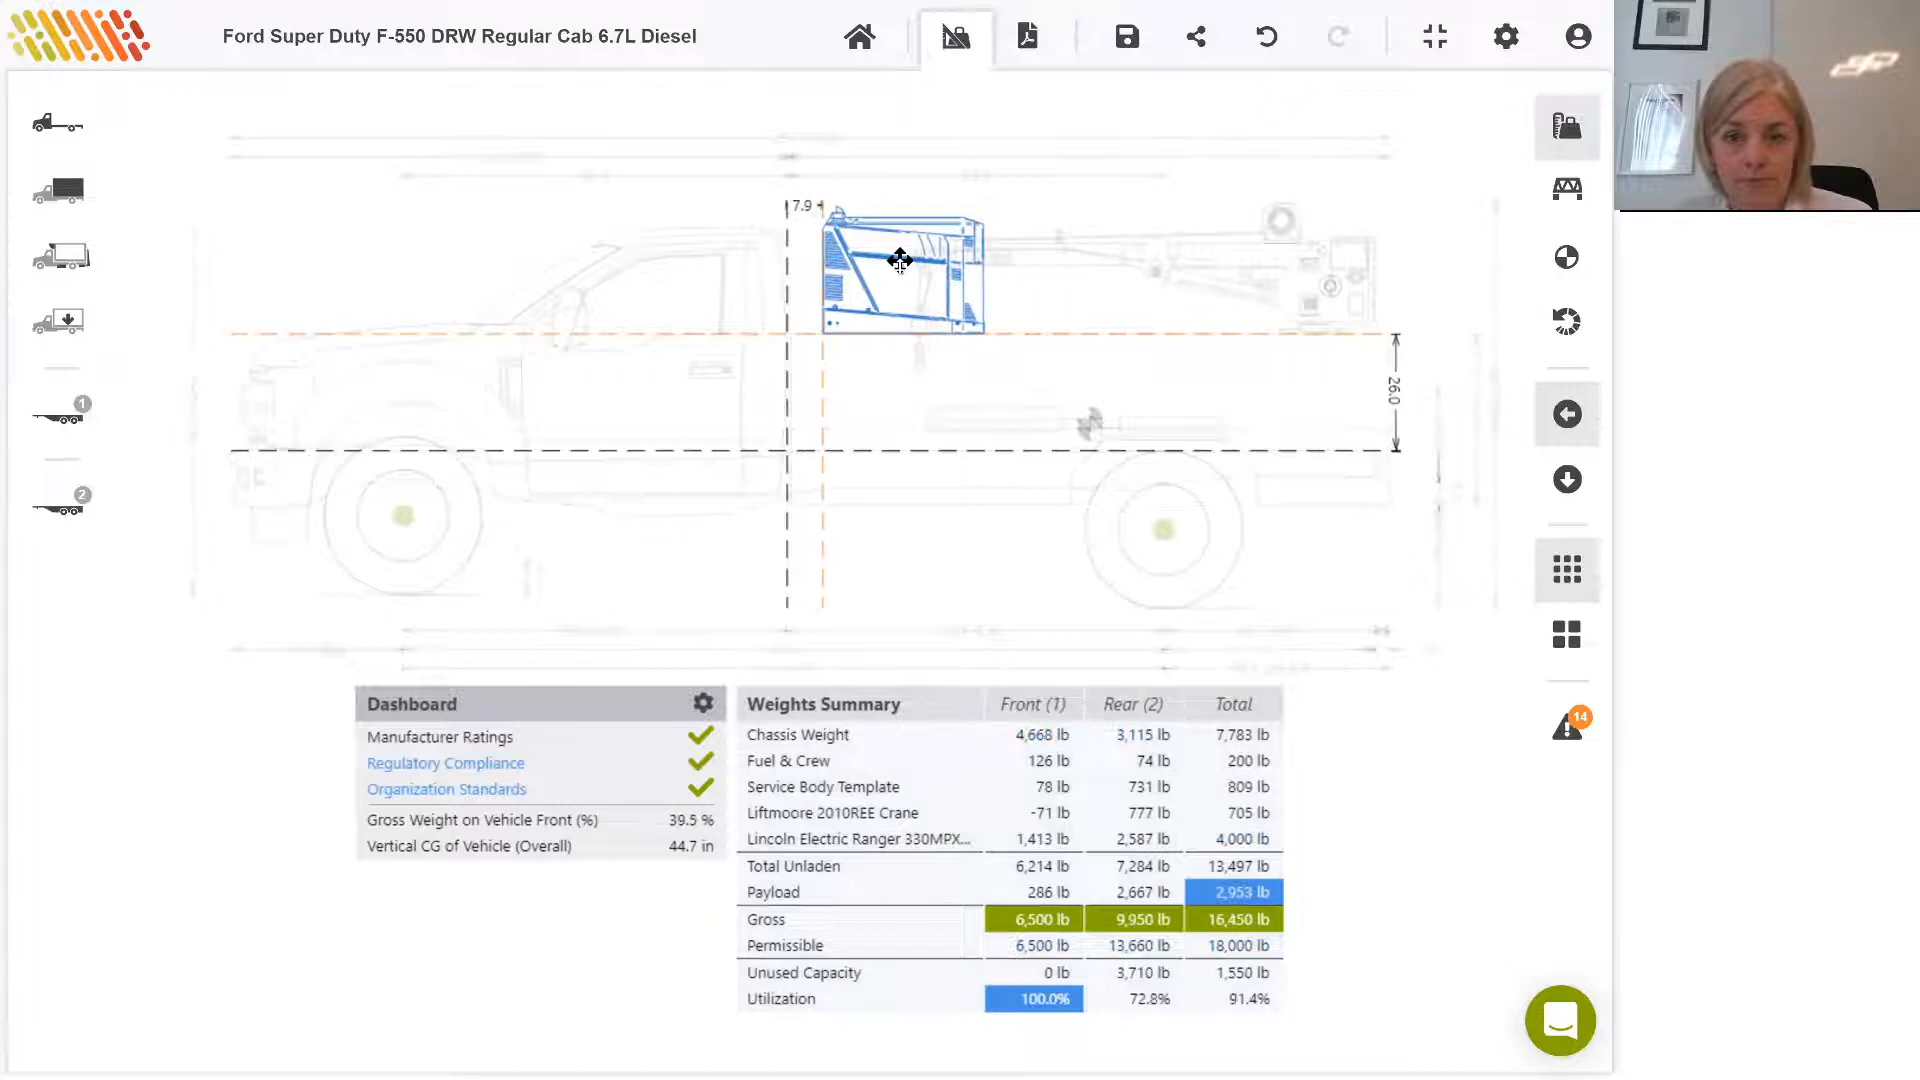 Ford Super Duty F-550 DRW Regular Cab 6.7L Diesel
7.9
26.0
1
2
14
Dashboard
Manufacturer Ratings
Regulatory Compliance
Organization Standards
Gross Weight on Vehicle Front (%) 39.5 %
Vertical CG of Vehicle (Overall) 44.7 in
Weights Summary Front (1) Rear (2) Total
Chassis Weight 4,668 lb 3,115 lb 7,783 lb
Fuel & Crew 126 lb 74 lb 200 lb
Service Body Template 78 lb 731 lb 809 lb
Liftmoore 2010REE Crane -71 lb 777 lb 705 lb
Lincoln Electric Ranger 330MPX... 1,413 lb 2,587 lb 4,000 lb
Total Unladen 6,214 lb 7,284 lb 13,497 lb
Payload 286 lb 2,667 lb 2,953 lb
Gross 6,500 lb 9,950 lb 16,450 lb
Permissible 6,500 lb 13,660 lb 18,000 lb
Unused Capacity 0 lb 3,710 lb 1,550 lb
Utilization 100.0% 72.8% 91.4%